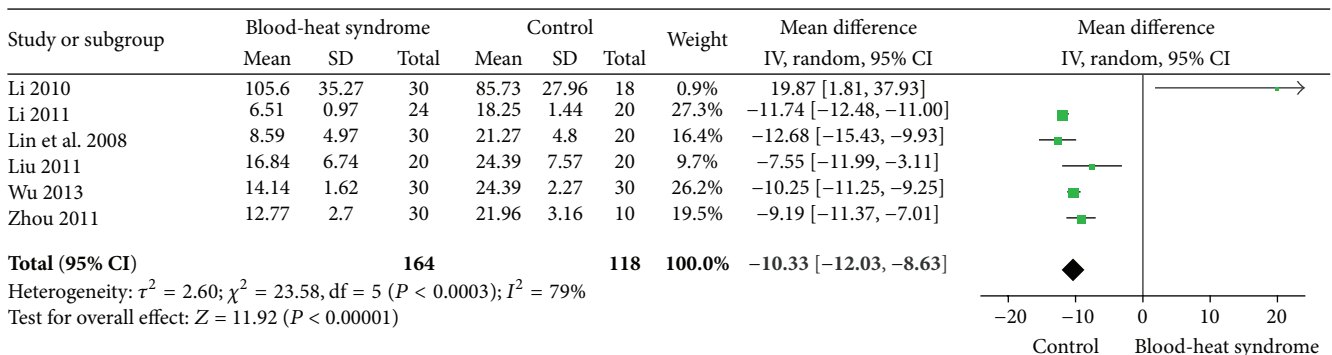 Study or subgroup Blood-heat syndrome Control Weight Mean difference Mean difference
Mean SD Total Mean SD Total IV, random, 95% CI IV, random, 95% CI
Li 2010 105.6 35.27 30 85.73 27.96 18 0.9% 19.87 [1.81, 37.93]
Li 2011 6.51 0.97 24 18.25 1.44 20 27.3% −11.74 [−12.48, −11.00]
Lin et al. 2008 8.59 4.97 30 21.27 4.8 20 16.4% −12.68 [−15.43, −9.93]
Liu 2011 16.84 6.74 20 24.39 7.57 20 9.7% −7.55 [−11.99, −3.11]
Wu 2013 14.14 1.62 30 24.39 2.27 30 26.2% −10.25 [−11.25, −9.25]
Zhou 2011 12.77 2.7 30 21.96 3.16 10 19.5% −9.19 [−11.37, −7.01]
Total (95% CI) 164 118 100.0% −10.33 [−12.03, −8.63]
Heterogeneity: τ² = 2.60; χ² = 23.58, df = 5 (P < 0.0003); I² = 79%
Test for overall effect: Z = 11.92 (P < 0.00001)
−20 −10 0 10 20
Control Blood-heat syndrome